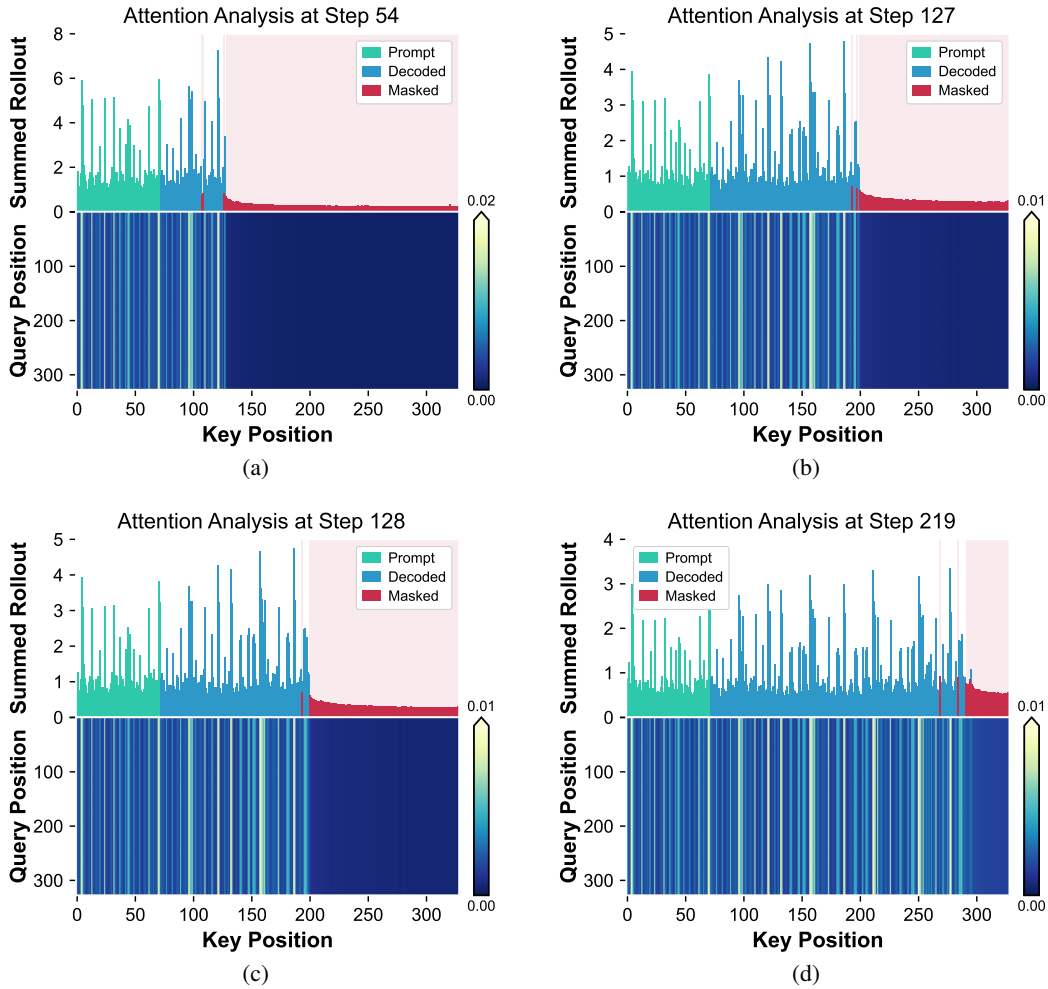 Attention Analysis at Step 54
8
6
4
2
0
Summed Rollout
Prompt
Decoded
Masked
0.02
0.00
100
200
300
Query Position
0 50 100 150 200 250 300
Key Position
(a)
Attention Analysis at Step 127
5
4
3
2
1
0
Summed Rollout
Prompt
Decoded
Masked
0.01
0.00
100
200
300
Query Position
0 50 100 150 200 250 300
Key Position
(b)
Attention Analysis at Step 128
5
4
3
2
1
0
Summed Rollout
Prompt
Decoded
Masked
0.01
0.00
100
200
300
Query Position
0 50 100 150 200 250 300
Key Position
(c)
Attention Analysis at Step 219
4
3
2
1
0
Summed Rollout
Prompt
Decoded
Masked
0.01
0.00
100
200
300
Query Position
0 50 100 150 200 250 300
Key Position
(d)